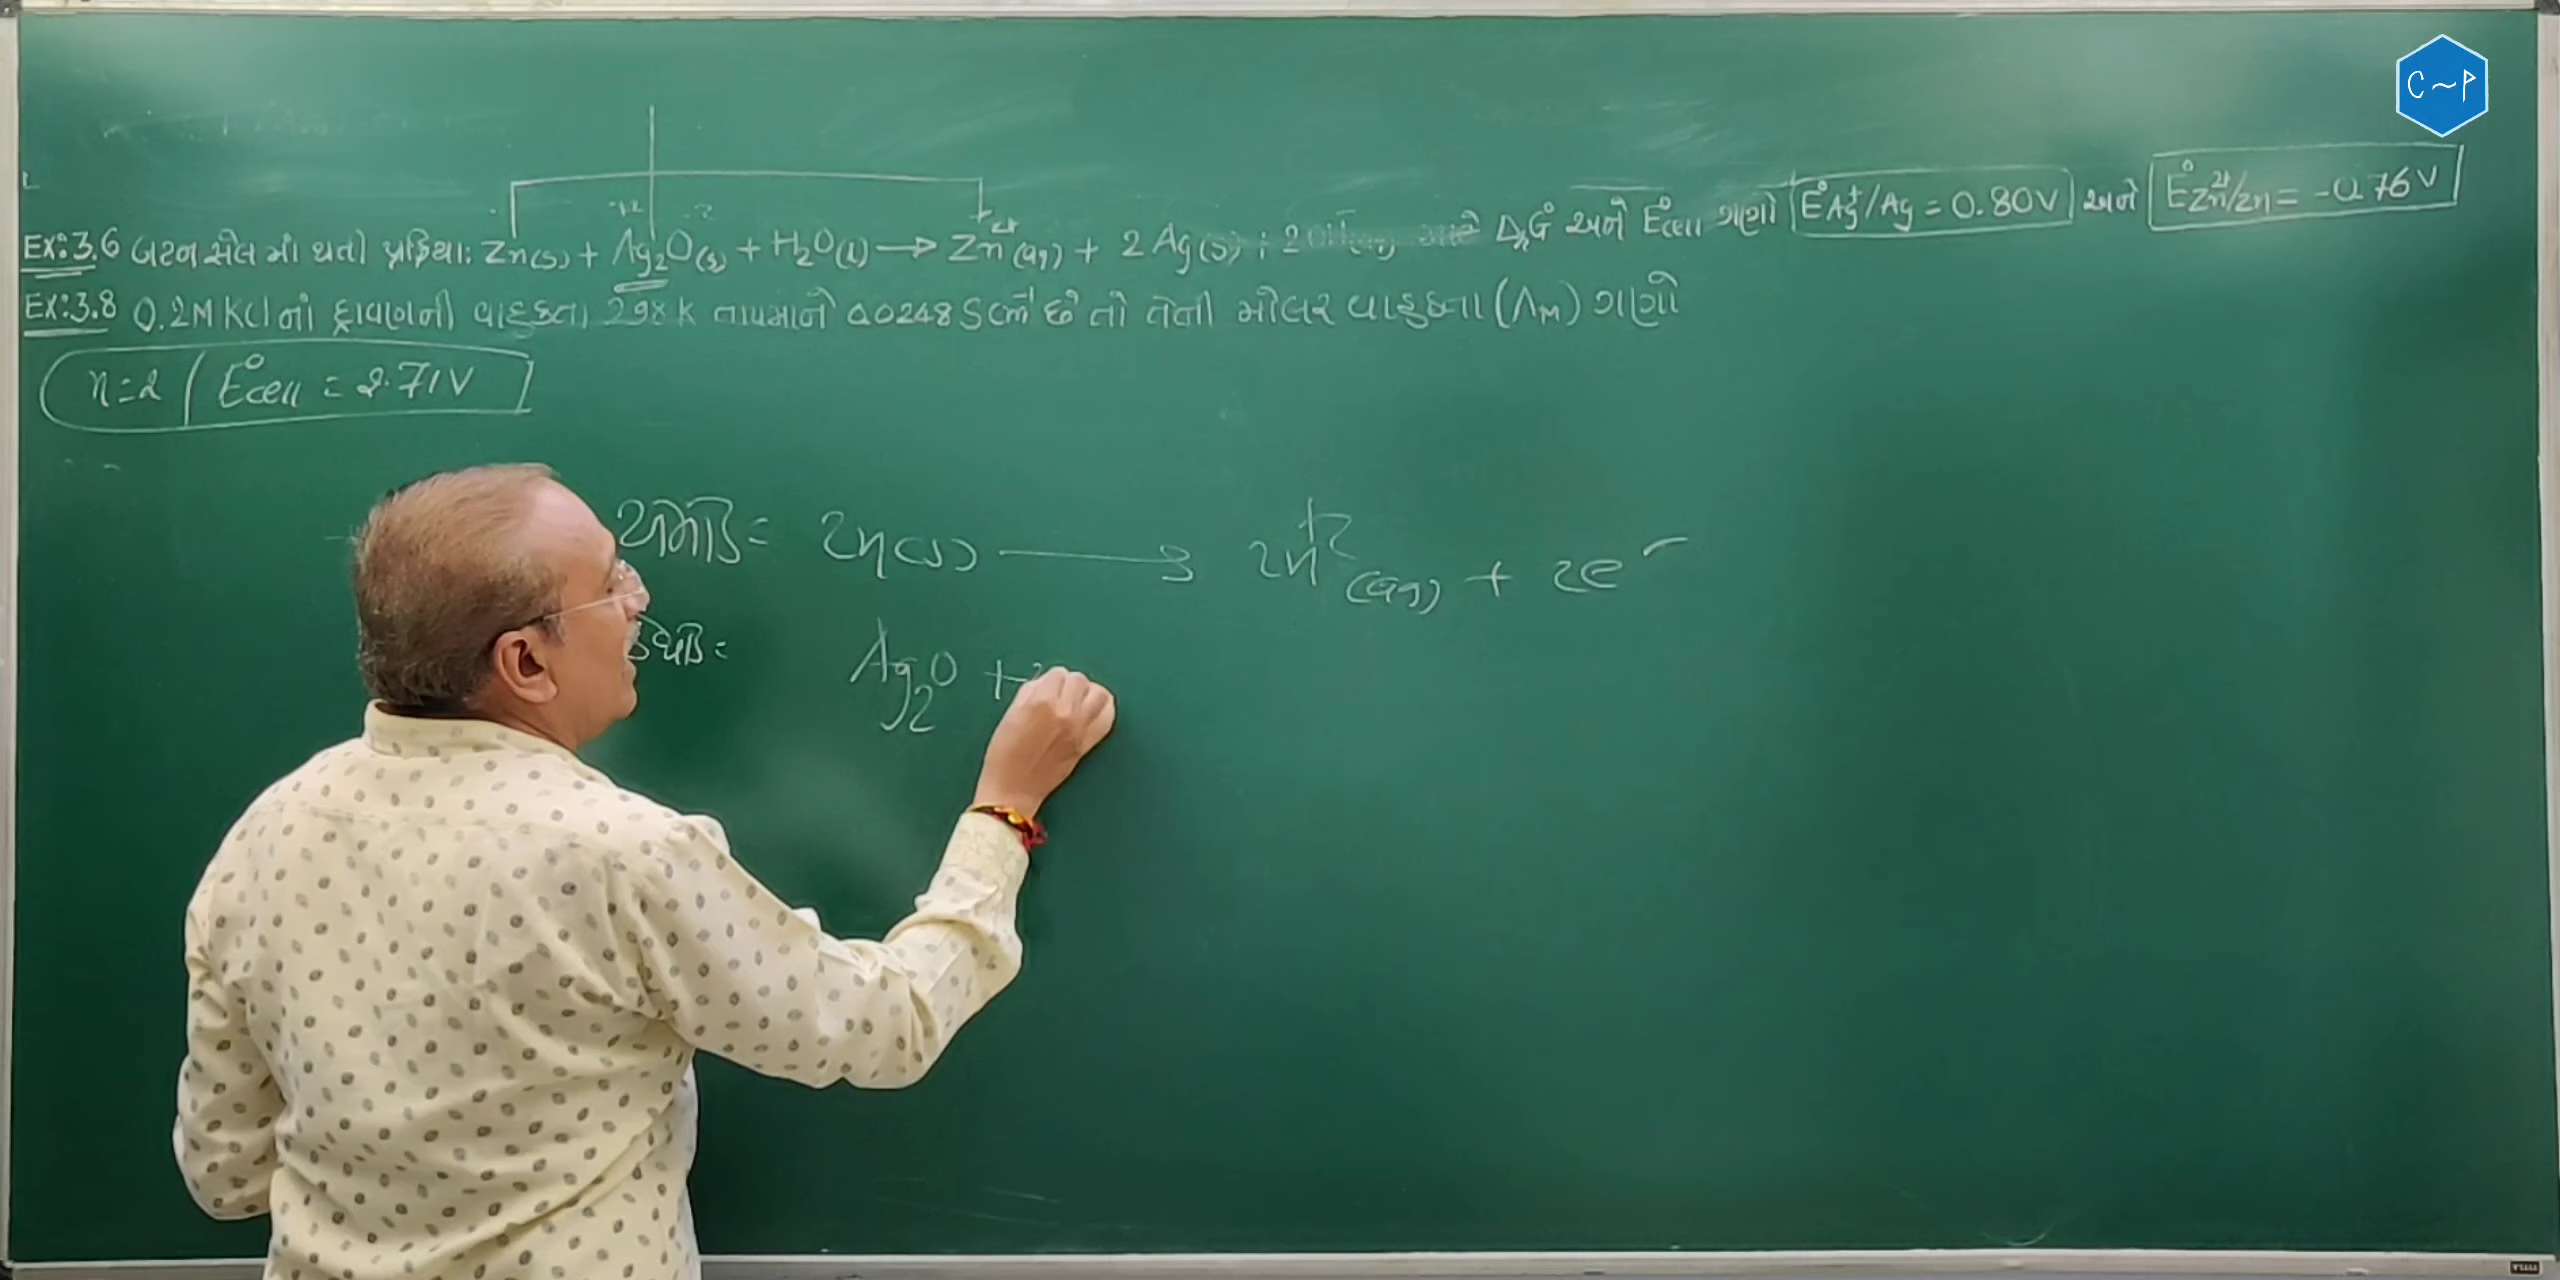 C~P
Ex:3.6 બટન સેલ માં થતી પ્રક્રિયા: Zn(s) + Ag₂O(s) + H₂O(l) → Zn²⁺(aq) + 2Ag(s) + 2OH⁻(aq) માટે ΔᵣG° અને E°cell ગણો E°Ag⁺/Ag = 0.80V અને E°Zn²⁺/Zn = -0.76V
Ex:3.8 0.2M KCl નાં દ્રાવણની વાહકતા 298K તાપમાને 0.0248 Scm⁻¹ છે તો તેની મોલર વાહકતા (ΛM) ગણો
n=2 / E°cell = 2.71V
એનોડ = Zn(s) → Zn⁺²(aq) + 2e⁻
કેથોડ = Ag₂O +